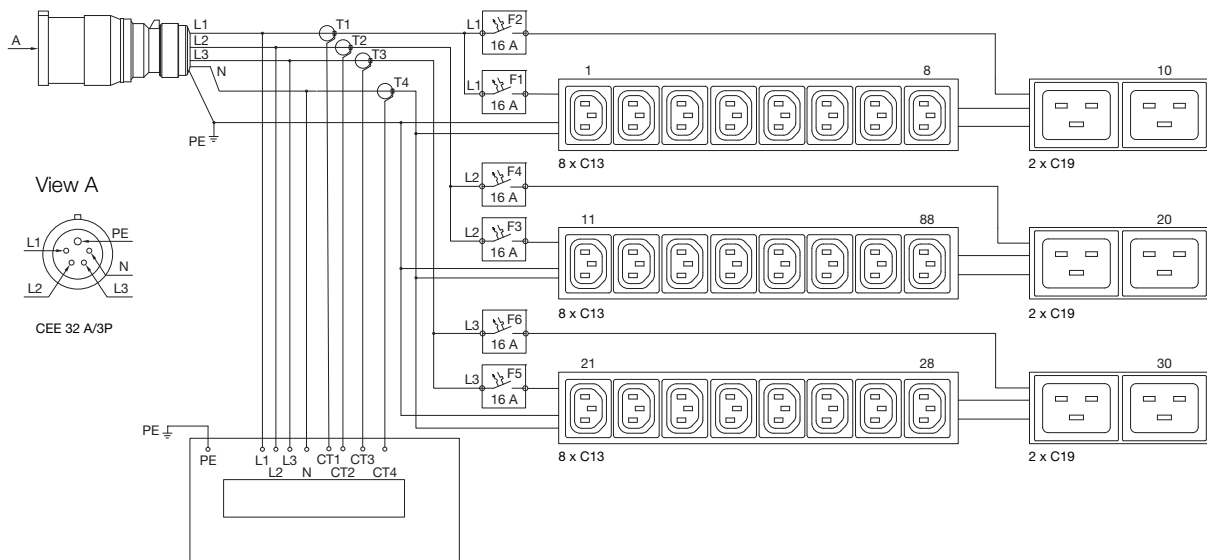 A
L1
L2
L3
N
PE
T1
T2
T3
T4
L1 F2
16 A
L1 F1
16 A
1 8
8 x C13
10
2 x C19
L2 F4
16 A
L2 F3
16 A
11 88
8 x C13
20
2 x C19
L3 F6
16 A
L3 F5
16 A
21 28
8 x C13
30
2 x C19
View A
L1 PE
N
L2 L3
CEE 32 A/3P
PE
PE L1 L3 CT1 CT3
L2 N CT2 CT4